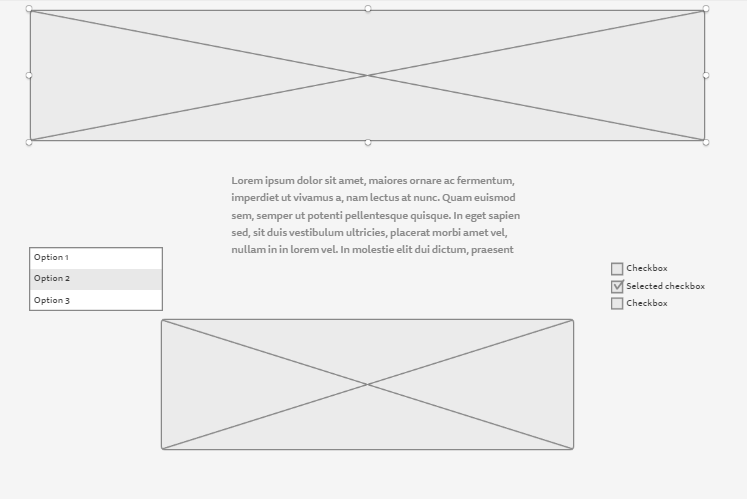 Lorem ipsum dolor sit amet, maiores ornare ac fermentum,
imperdiet ut vivamus a, nam lectus at nunc. Quam euismod
sem, semper ut potenti pellentesque quisque. In eget sapien
sed, sit duis vestibulum ultricies, placerat morbi amet vel,
nullam in in lorem vel. In molestie elit dui dictum, praesent
Option 1
Option 2
Option 3
Checkbox
Selected checkbox
Checkbox